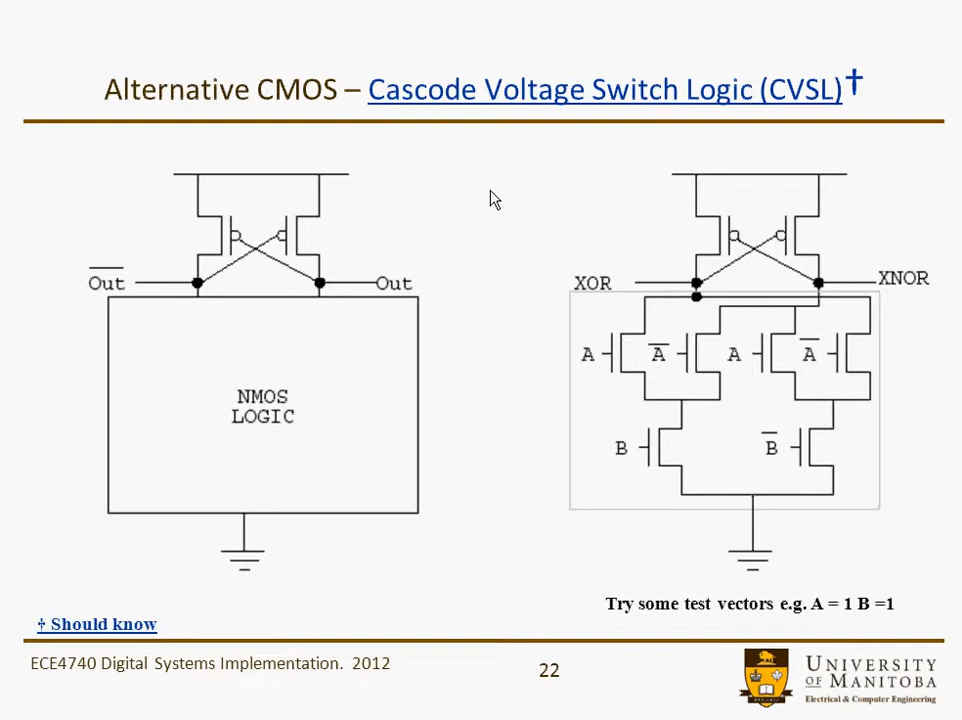 Alternative CMOS – Cascode Voltage Switch Logic (CVSL)†
O̅u̅t̅ Out
NMOS
LOGIC
XOR XNOR
A A̅ A A̅
B B̅
Try some test vectors e.g. A = 1 B =1
† Should know
ECE4740 Digital Systems Implementation. 2012
22
UNIVERSITY
OF MANITOBA
Electrical & Computer Engineering